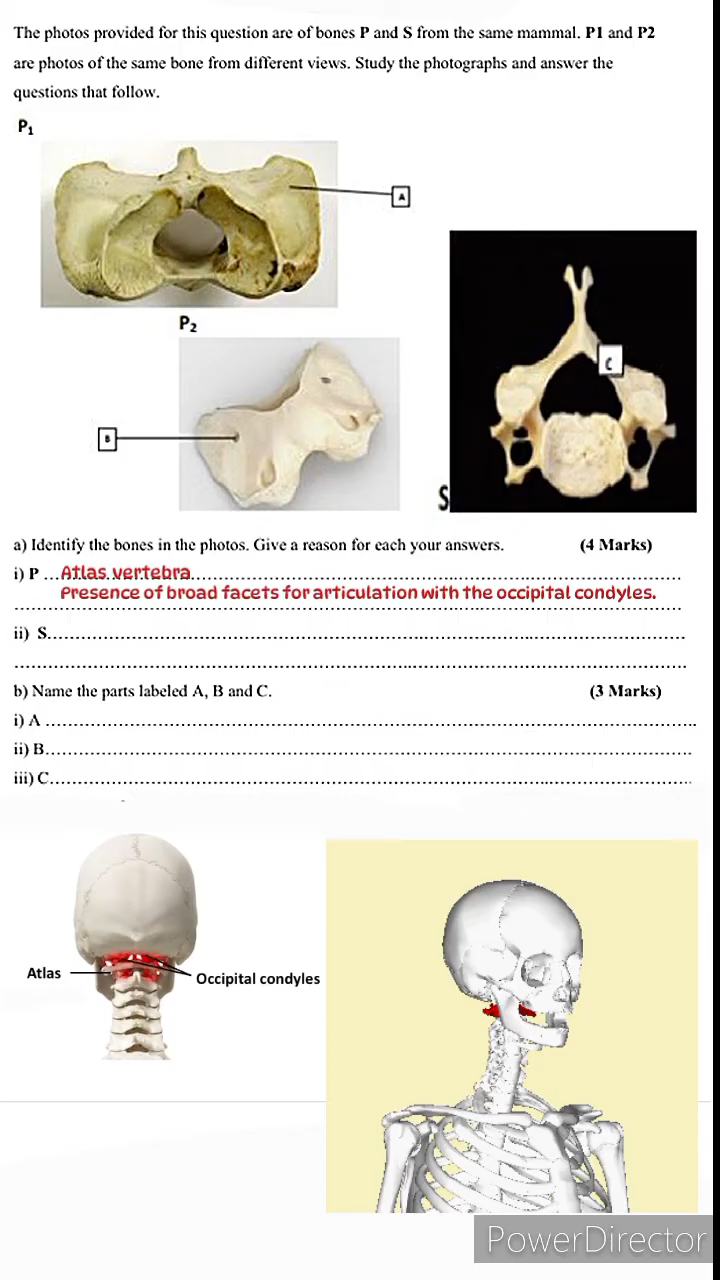 The photos provided for this question are of bones P and S from the same mammal. P1 and P2
are photos of the same bone from different views. Study the photographs and answer the
questions that follow.
P1
A
P2
B
C
S
a) Identify the bones in the photos. Give a reason for each your answers. (4 Marks)
i) P ...Atlas vertebra..........
Presence of broad facets for articulation with the occipital condyles.
ii) S..........
b) Name the parts labeled A, B and C. (3 Marks)
i) A ..........
ii) B..........
iii) C..........
Atlas
Occipital condyles
PowerDirector